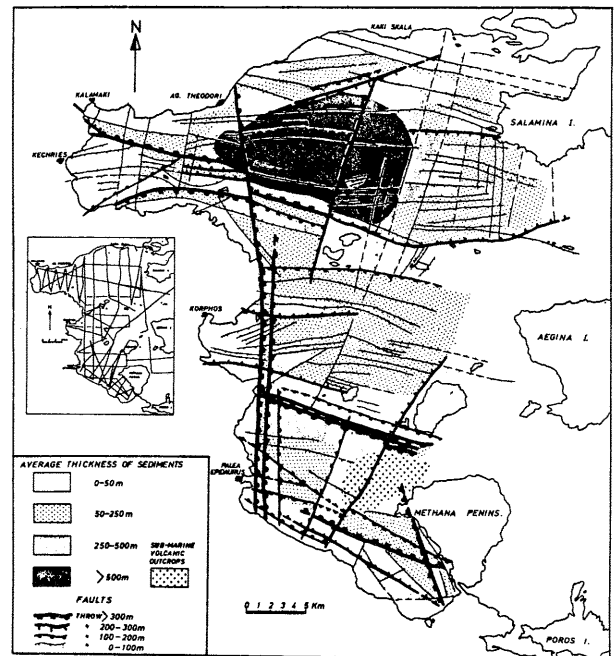 N
KAKI SKALA
KALAMAKI
AG. THEODORI
SALAMINA I.
KECHRIES
KORPHOS
AEGINA I.
PALEA
EPIDAURUS
METHANA PENINS.
POROS I.
0 1 2 3 4 5 Km
AVERAGE THICKNESS OF SEDIMENTS
0-50m
50-250m
250-500m
>500m
SUB-MARINE
VOLCANIC
OUTCROPS
FAULTS
THROW >300m
" 200-300m
" 100-200m
" 0-100m